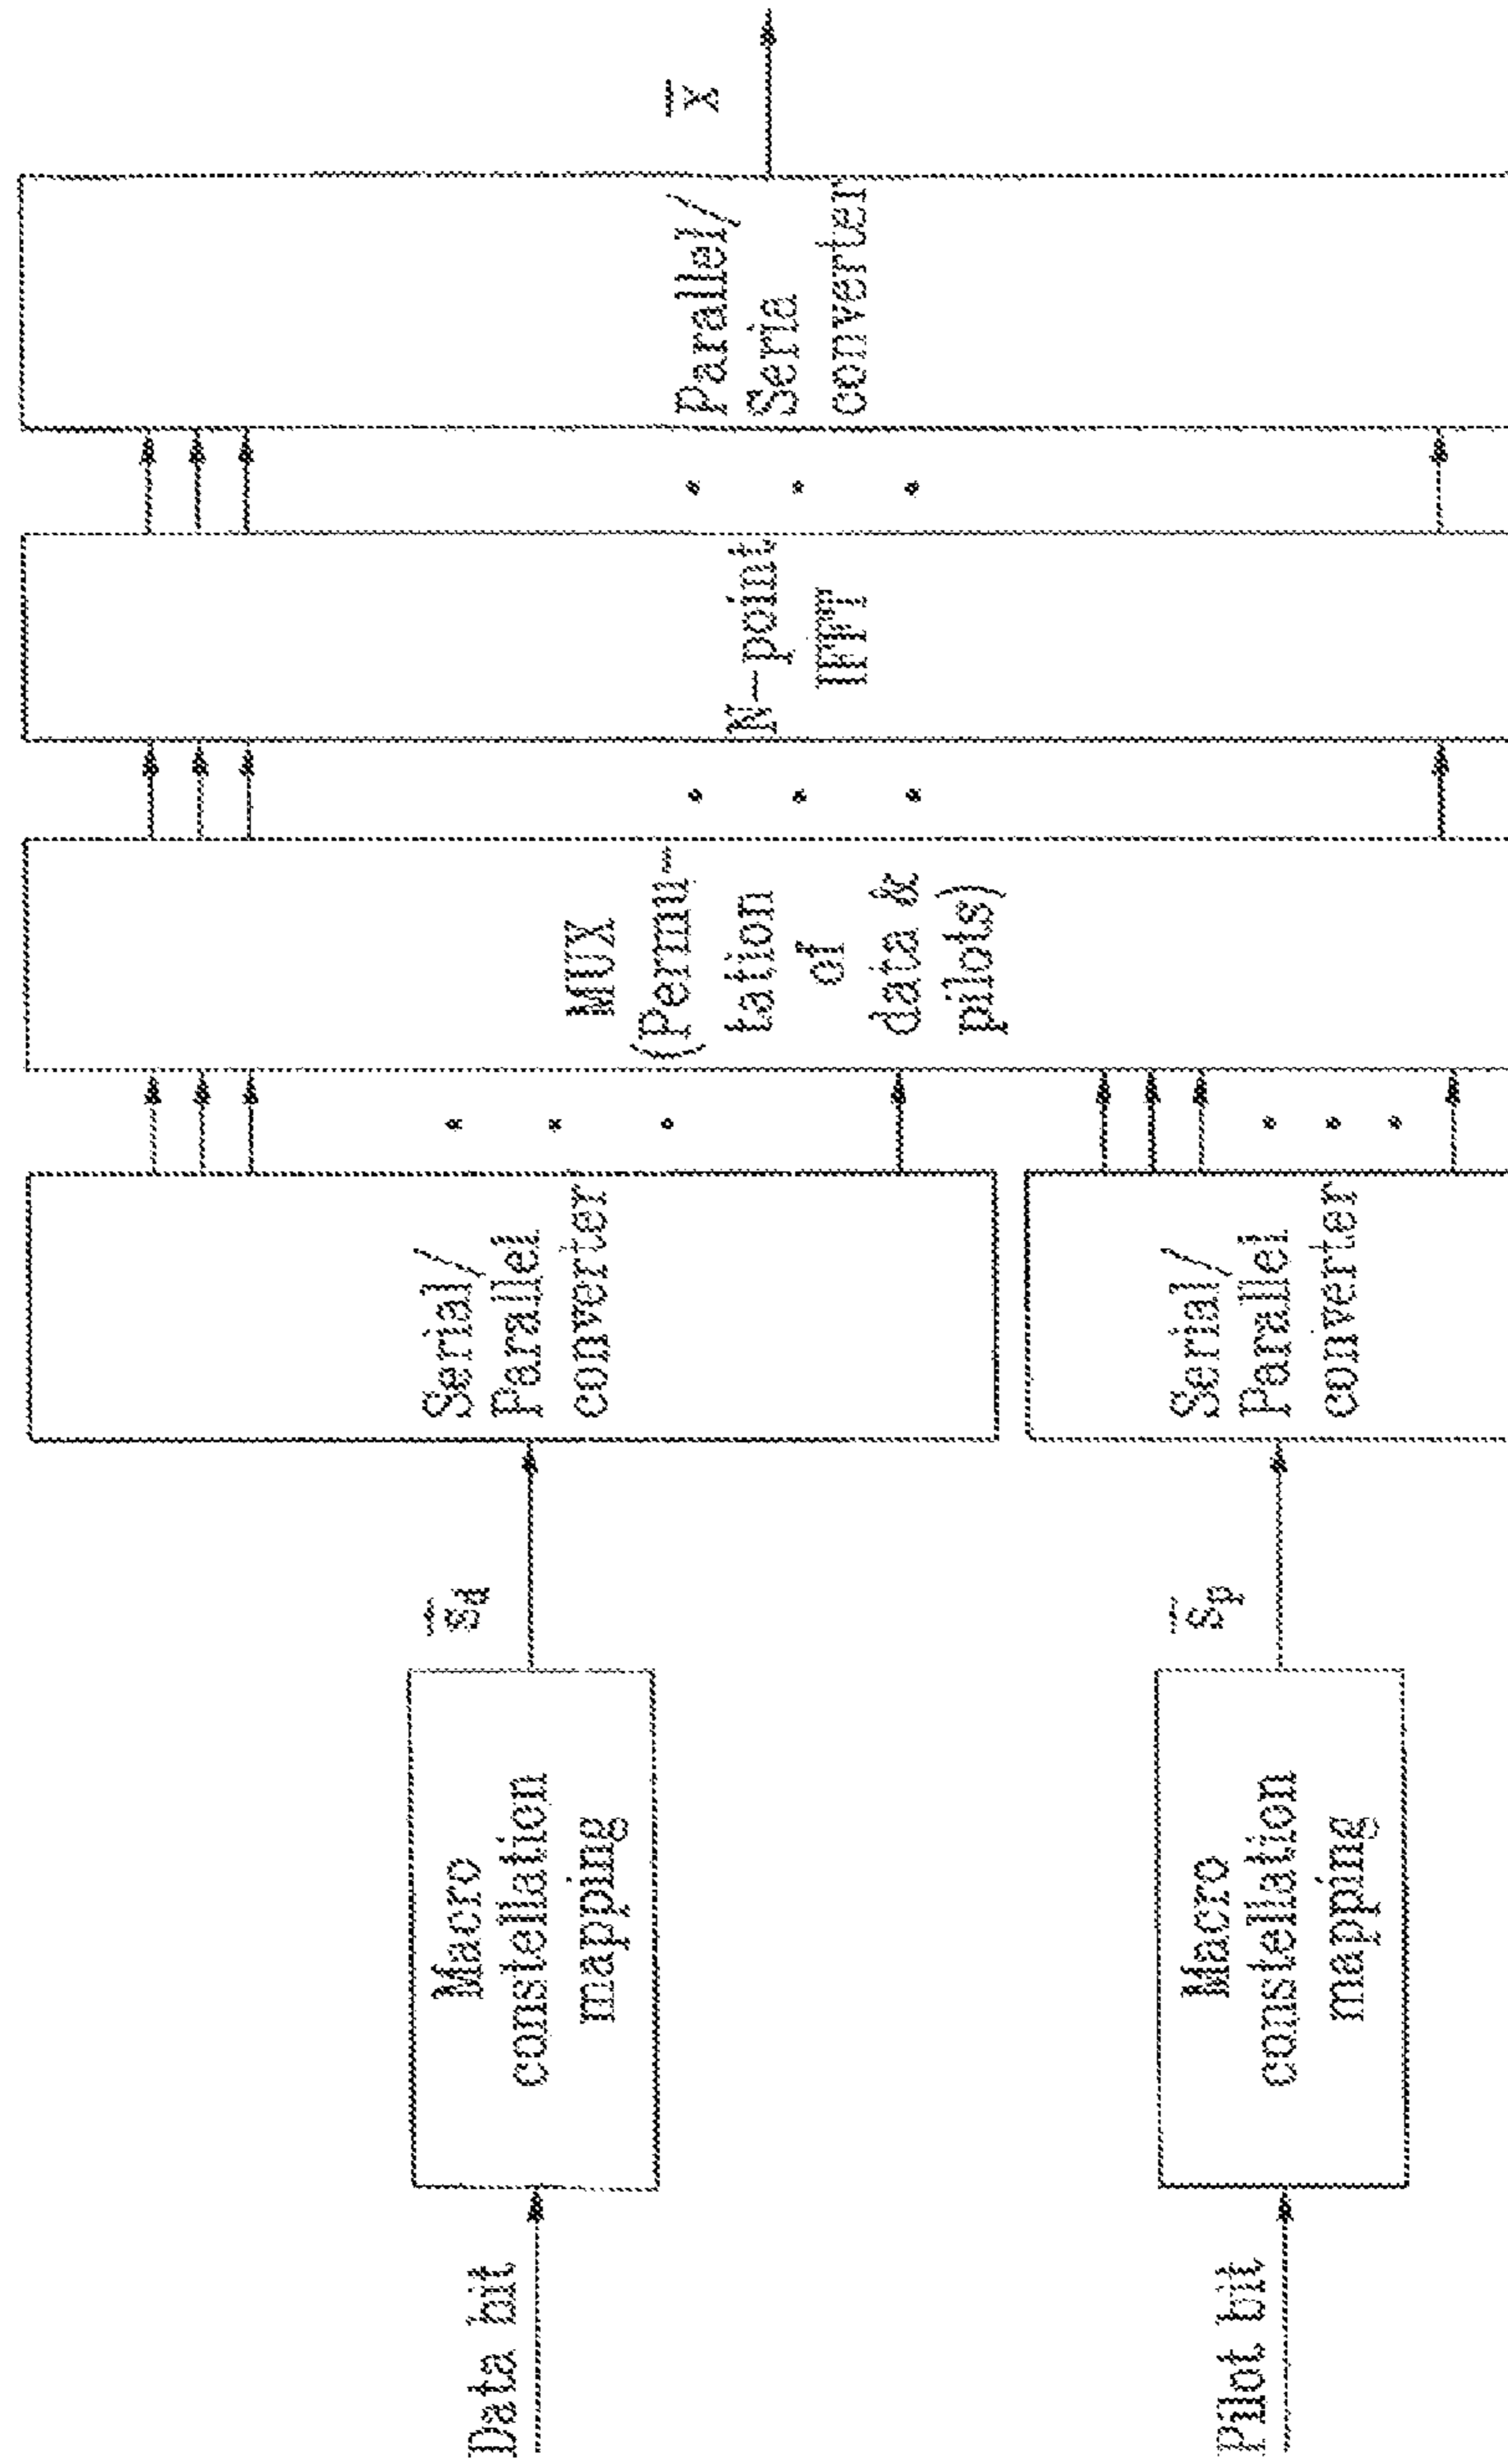 Data bit
Macro
constellation
mapping
s̅d
Serial/
Parallel
converter
MUX
(Permu-
tation
of
data &
pilots)
N-point
IFFT
Parallel/
Seria
converter
x̅
Pilot bit
Macro
constellation
mapping
s̅p
Serial/
Parallel
converter